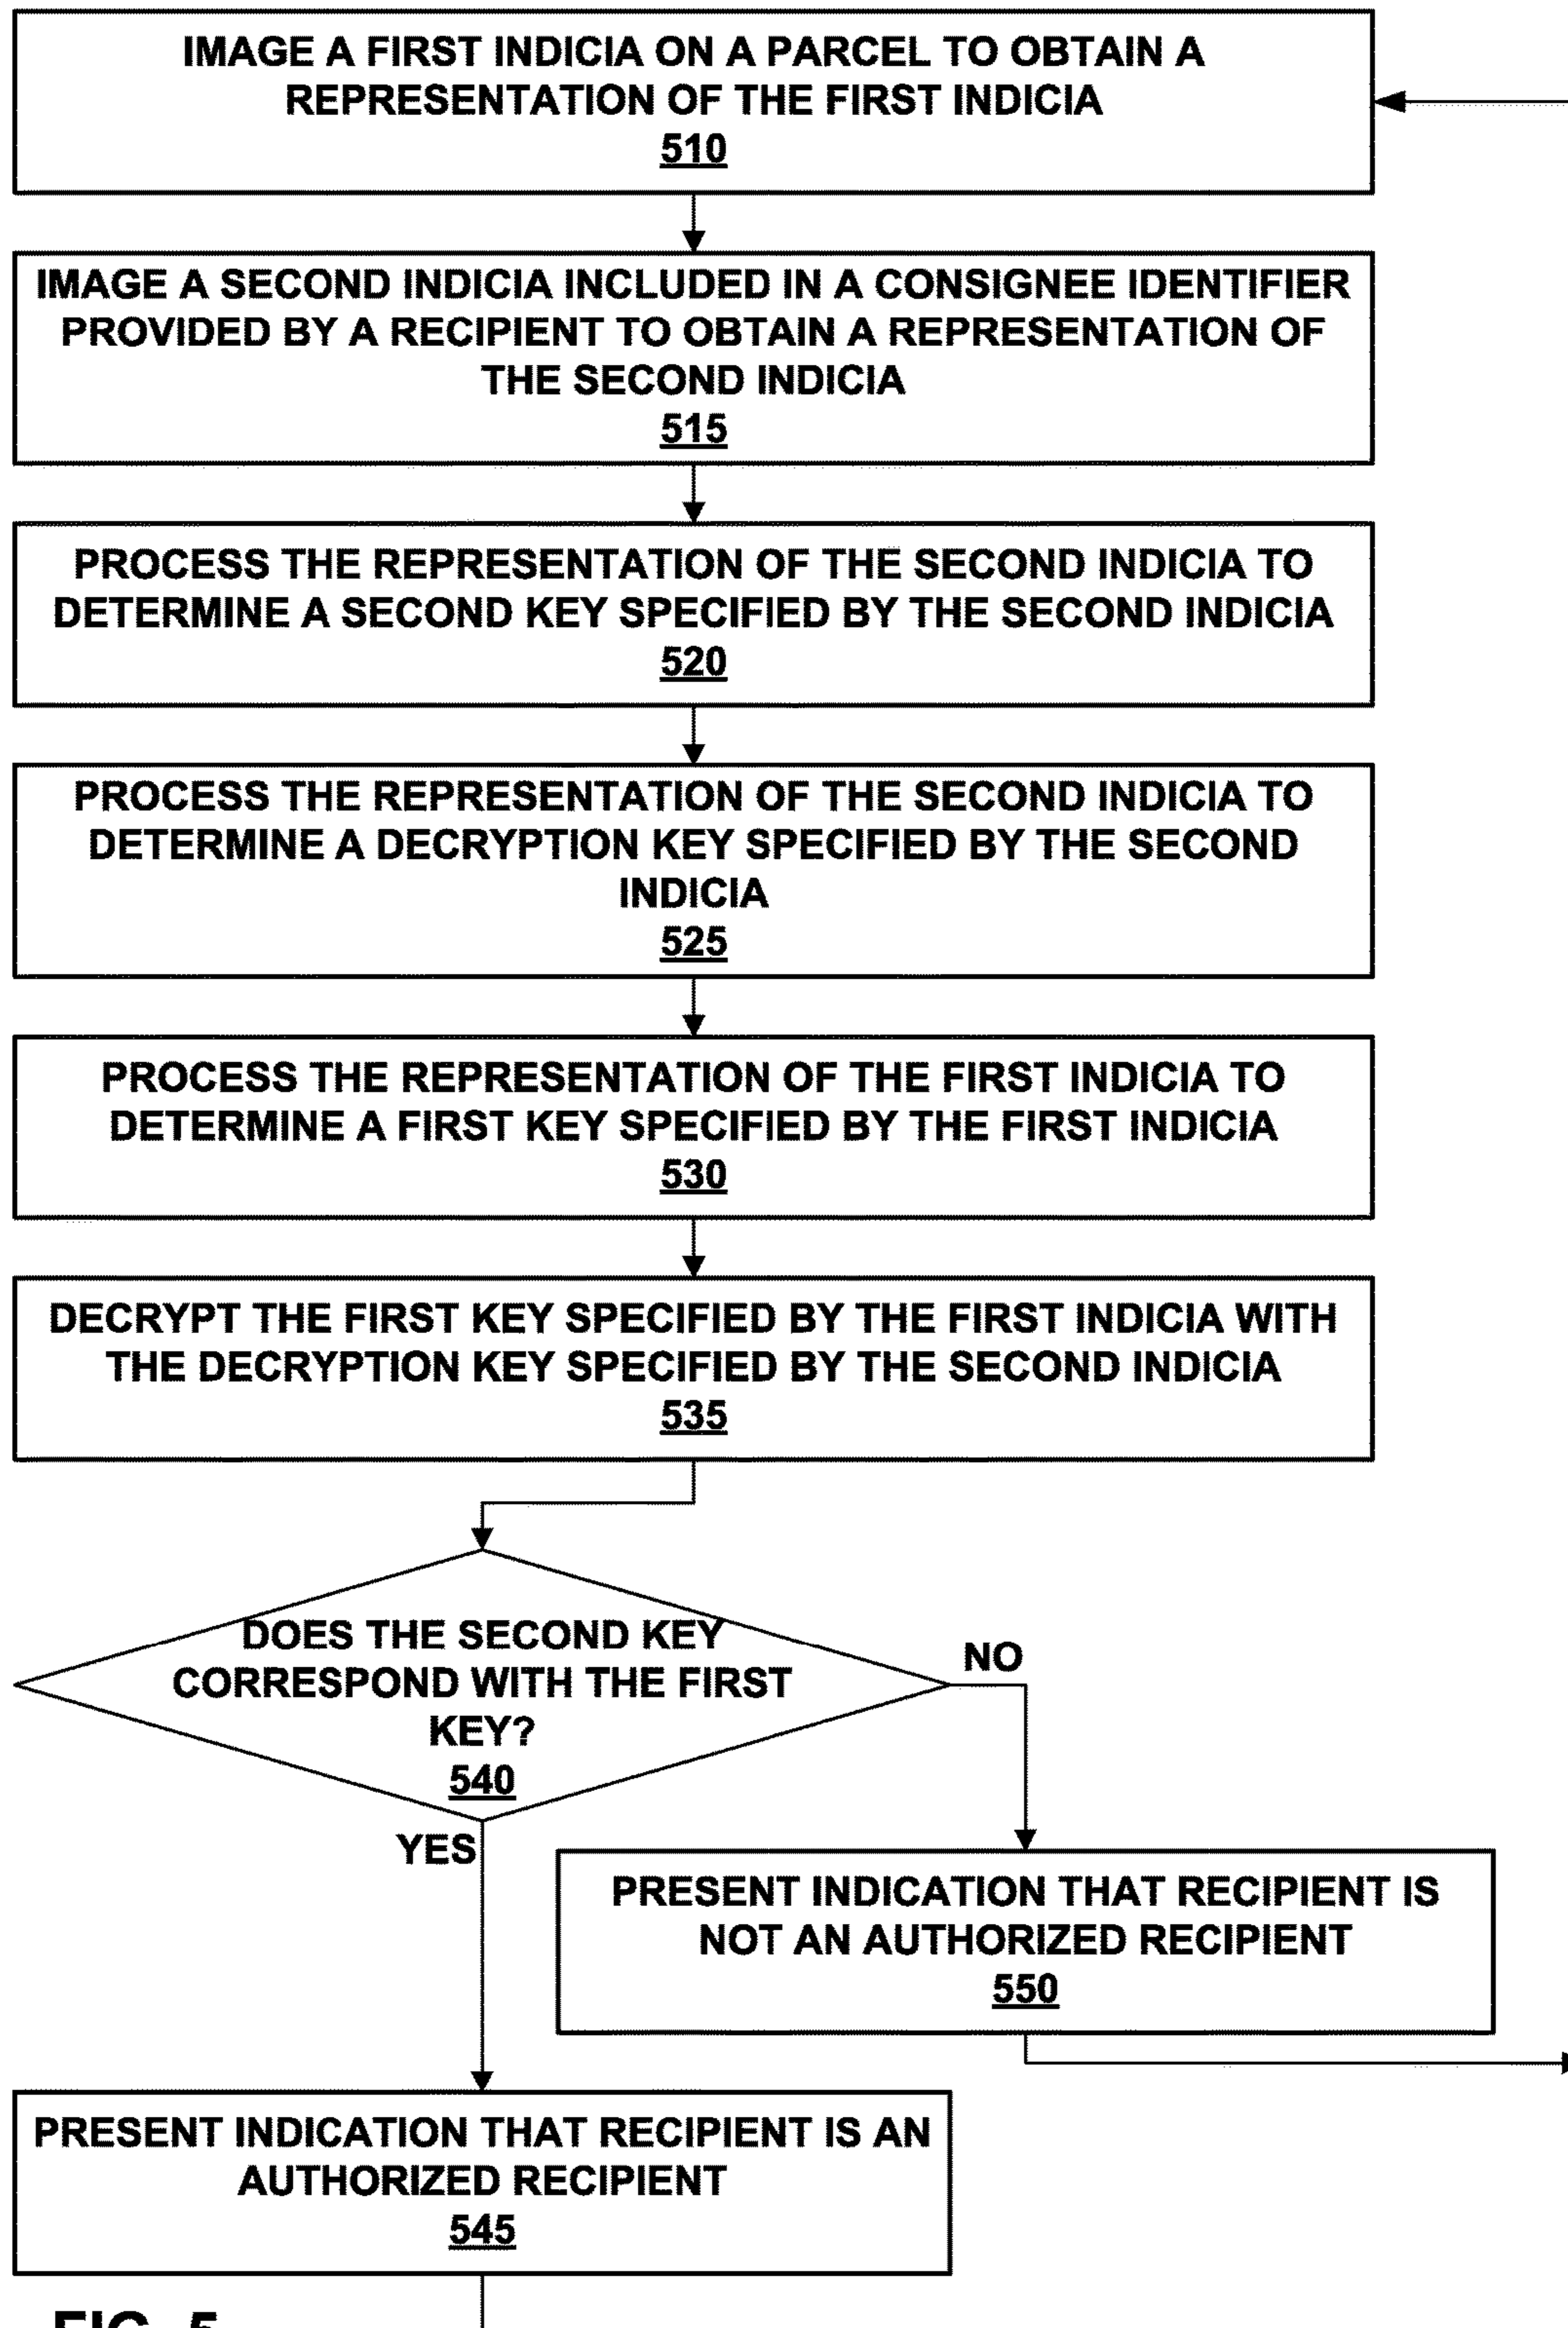 IMAGE A FIRST INDICIA ON A PARCEL TO OBTAIN A
REPRESENTATION OF THE FIRST INDICIA
510
IMAGE A SECOND INDICIA INCLUDED IN A CONSIGNEE IDENTIFIER
PROVIDED BY A RECIPIENT TO OBTAIN A REPRESENTATION OF
THE SECOND INDICIA
515
PROCESS THE REPRESENTATION OF THE SECOND INDICIA TO
DETERMINE A SECOND KEY SPECIFIED BY THE SECOND INDICIA
520
PROCESS THE REPRESENTATION OF THE SECOND INDICIA TO
DETERMINE A DECRYPTION KEY SPECIFIED BY THE SECOND
INDICIA
525
PROCESS THE REPRESENTATION OF THE FIRST INDICIA TO
DETERMINE A FIRST KEY SPECIFIED BY THE FIRST INDICIA
530
DECRYPT THE FIRST KEY SPECIFIED BY THE FIRST INDICIA WITH
THE DECRYPTION KEY SPECIFIED BY THE SECOND INDICIA
535
DOES THE SECOND KEY
CORRESPOND WITH THE FIRST
KEY?
540
NO
YES
PRESENT INDICATION THAT RECIPIENT IS
NOT AN AUTHORIZED RECIPIENT
550
PRESENT INDICATION THAT RECIPIENT IS AN
AUTHORIZED RECIPIENT
545
FIG. 5